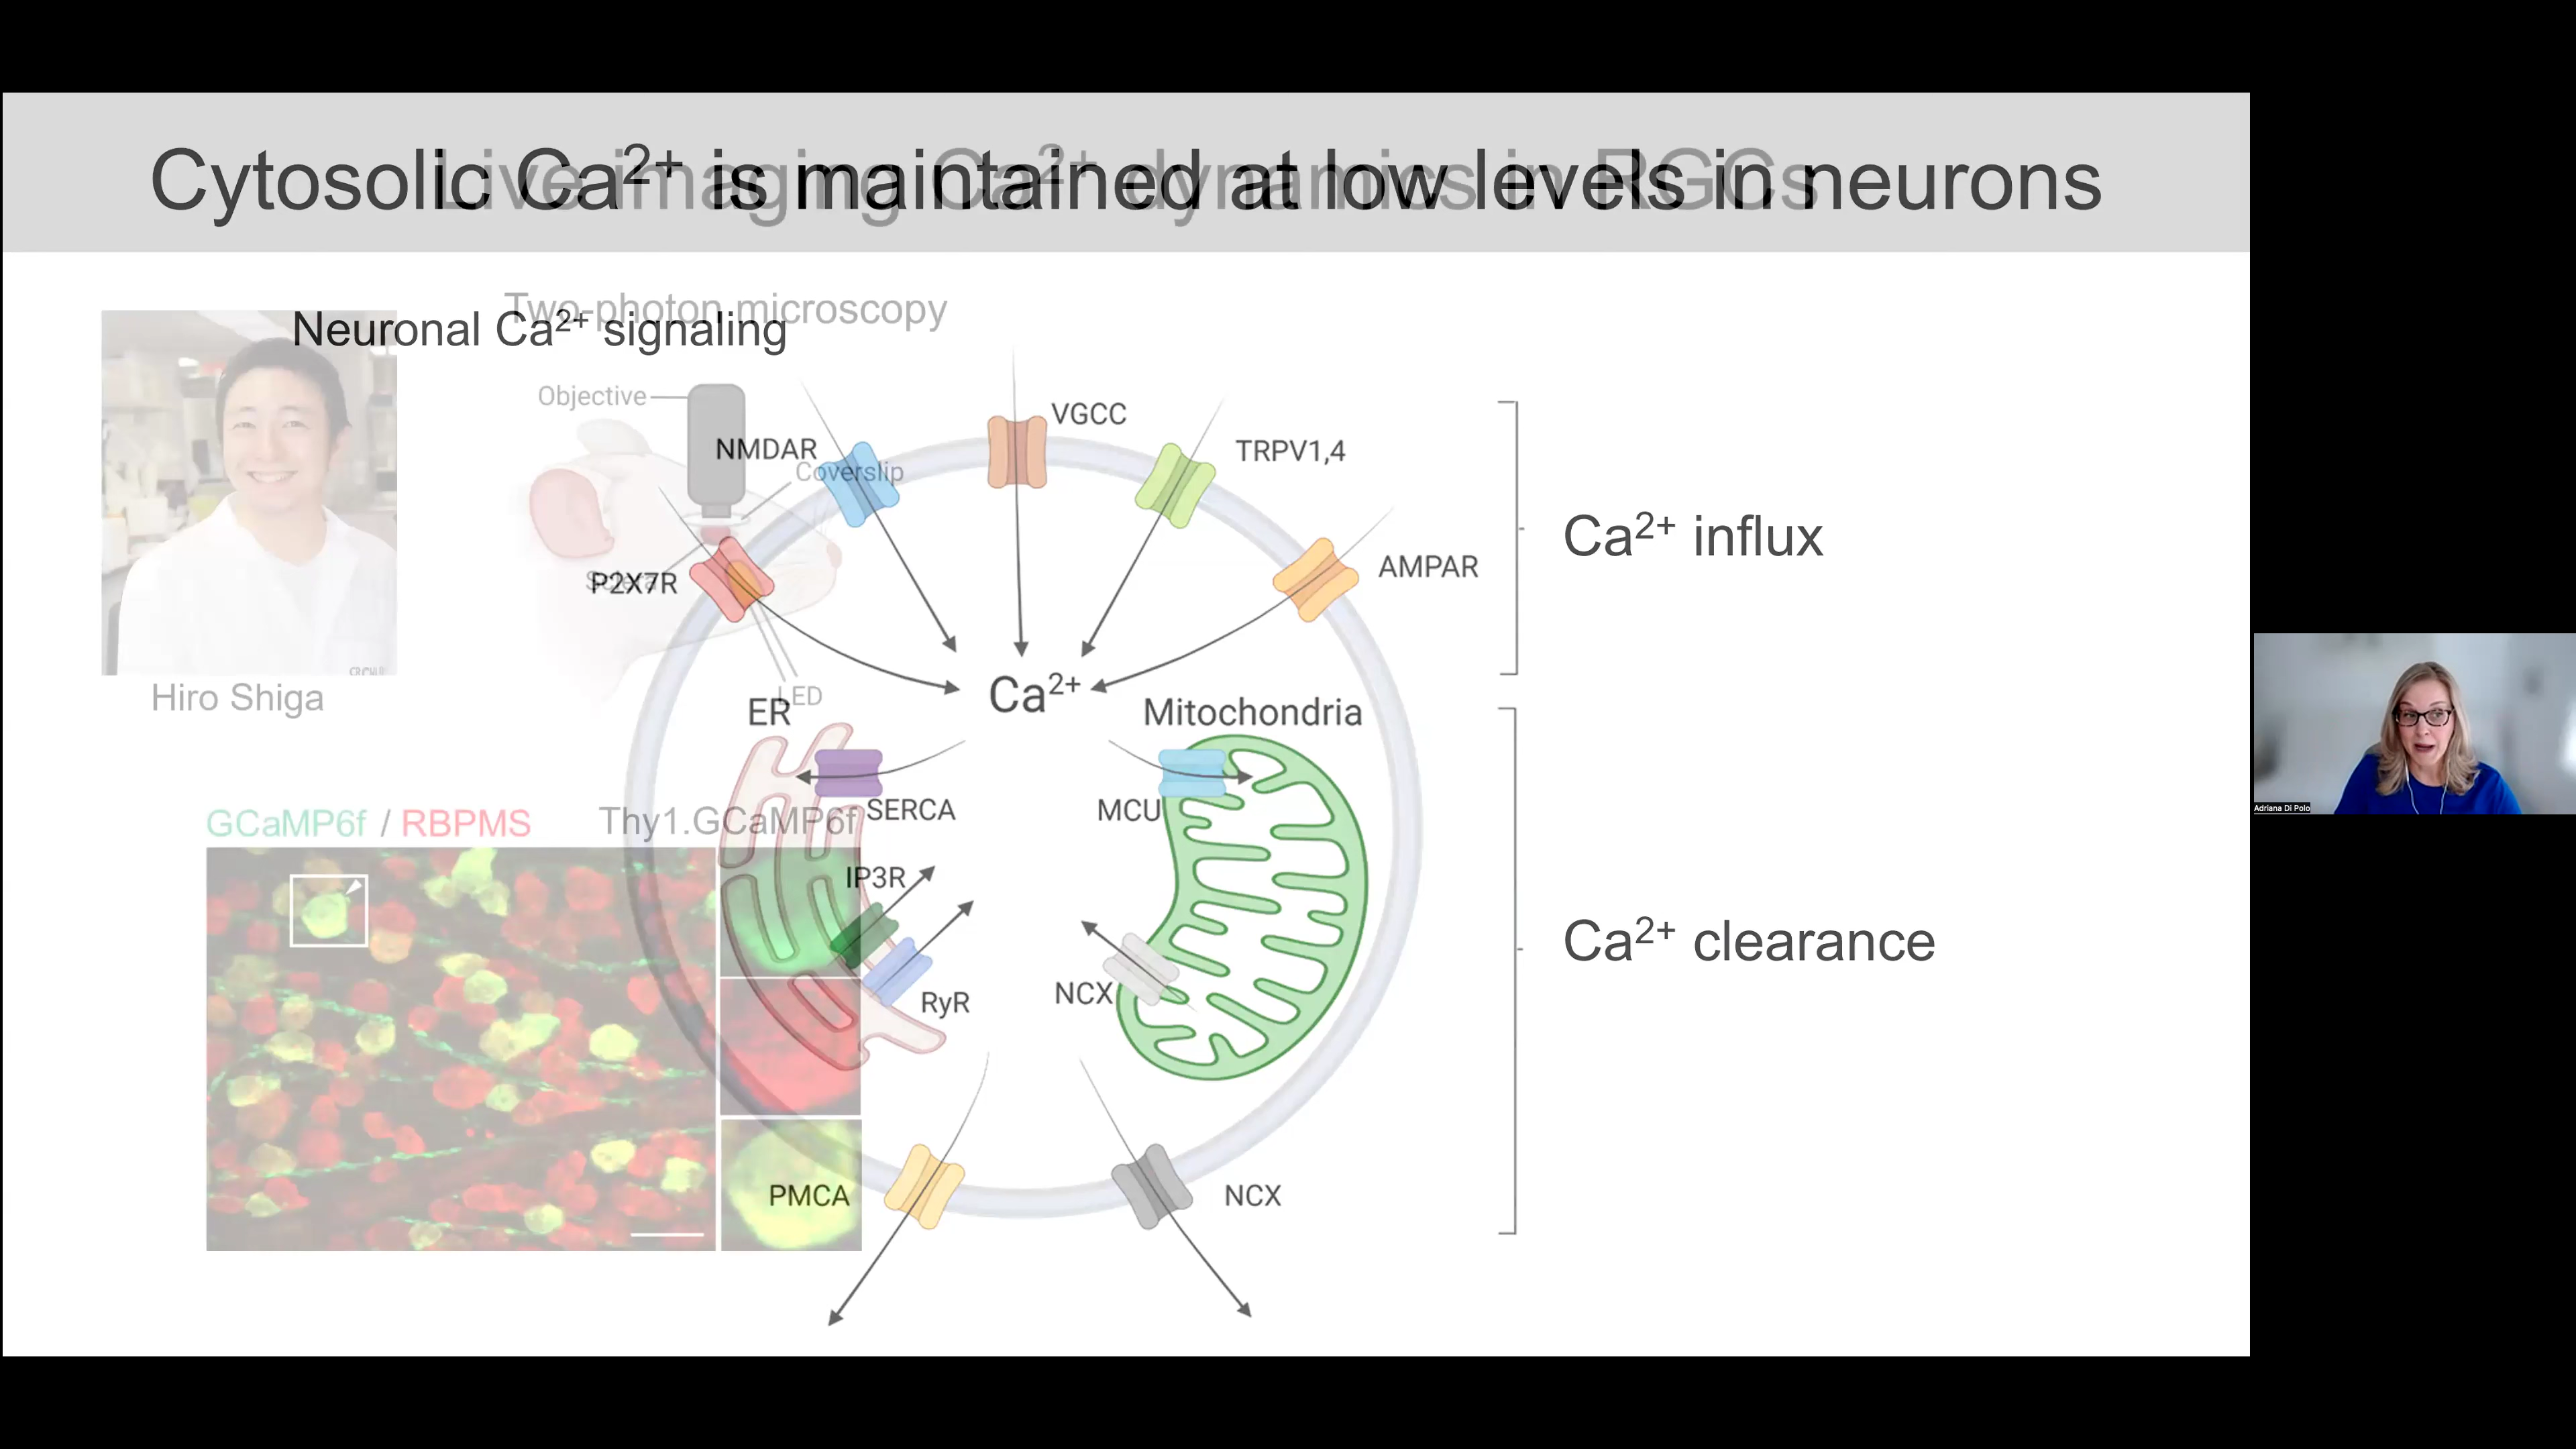 Cytosolic Ca²⁺ is maintained at low levels in neurons
Live imaging Ca²⁺ dynamics in RGCs
Two-photon microscopy
Neuronal Ca²⁺ signaling
Objective
VGCC
NMDAR
TRPV1,4
Coverslip
Ca²⁺ influx
P2X7R
AMPAR
Sclera
Hiro Shiga
LED
ER
Ca²⁺
Mitochondria
Adriana Di Polo
GCaMP6f / RBPMS
Thy1.GCaMP6f
SERCA
MCU
IP3R
Ca²⁺ clearance
RyR
NCX
PMCA
NCX